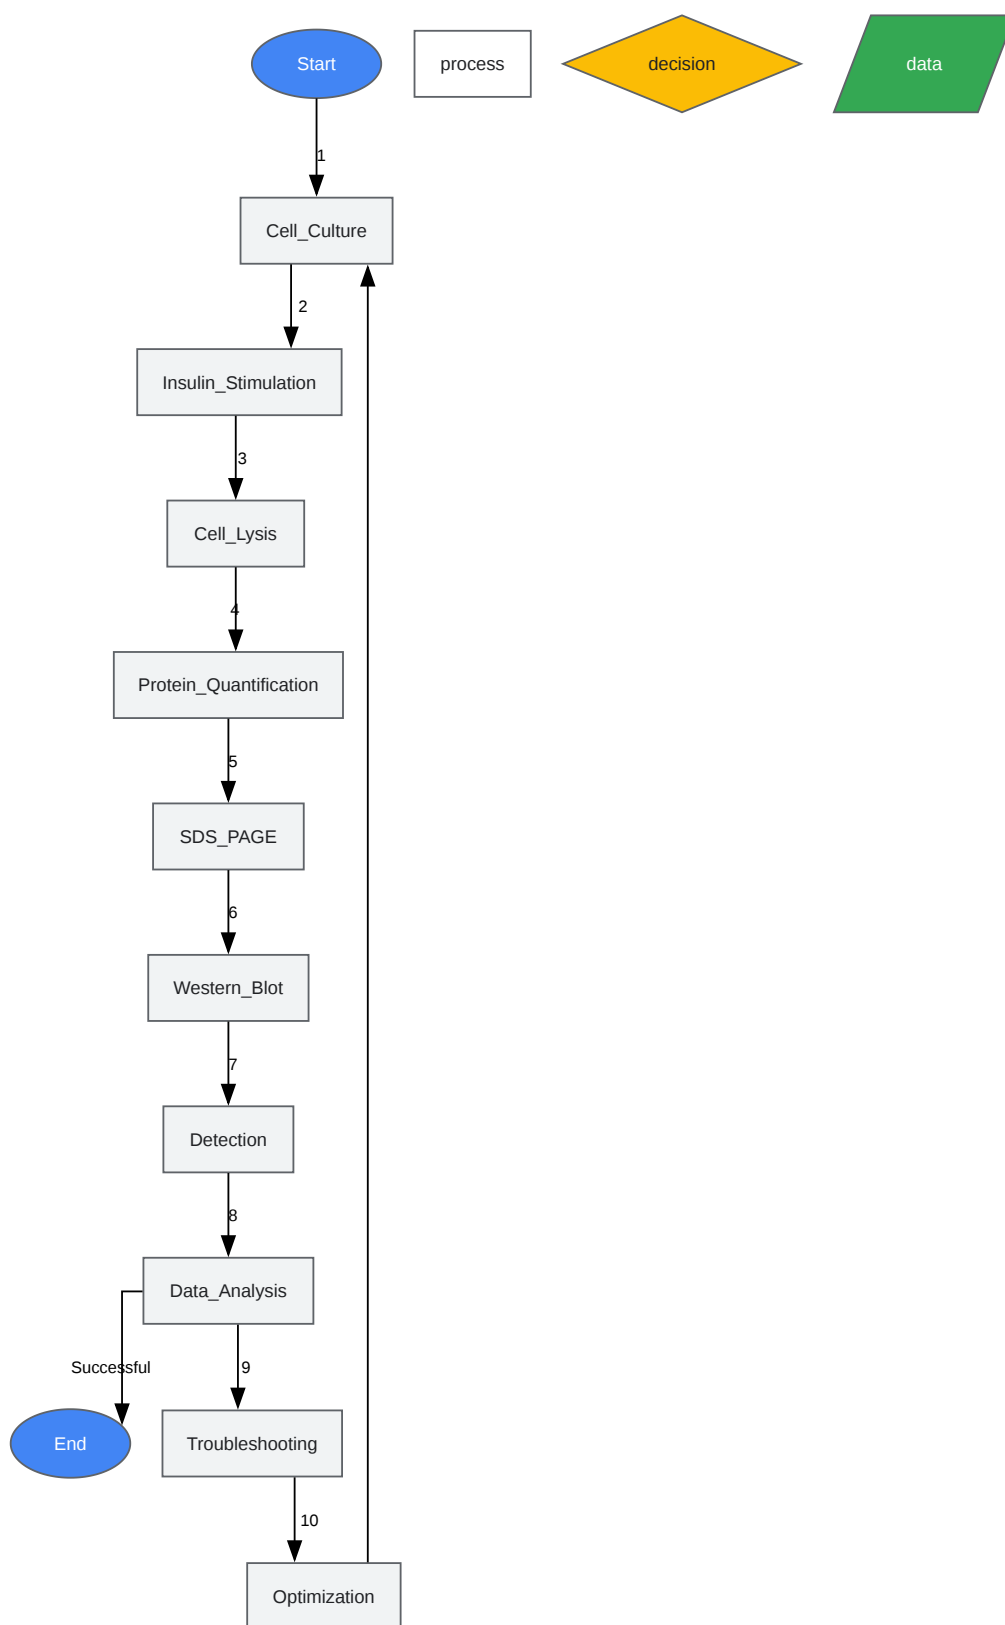 Start
process
decision
data
1
Cell_Culture
2
Insulin_Stimulation
3
Cell_Lysis
4
Protein_Quantification
5
SDS_PAGE
6
Western_Blot
7
Detection
8
Data_Analysis
Successful
9
End
Troubleshooting
10
Optimization